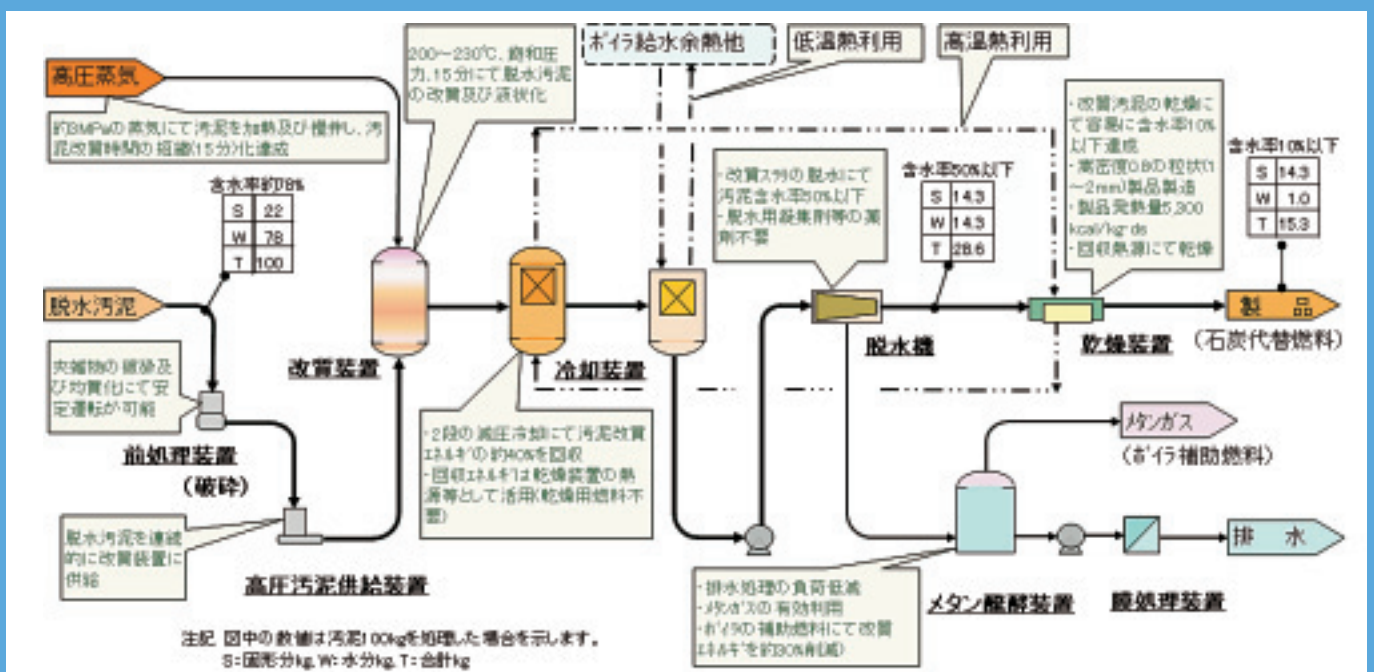 高圧蒸気
約3MPaの蒸気にて汚泥を加熱及び攪拌し、汚
泥改質時間の短縮(15分)化達成
200～230℃、飽和圧
力、15分にて脱水汚泥
の改質及び液状化
ボイラ給水余熱他
低温熱利用
高温熱利用
・改質汚泥の乾燥に
て容易に含水率10%
以下達成
・高密度0.8の粒状(1
～2mm)製品製造
・製品発熱量5,300
kcal/kg-ds
・回収熱源にて乾燥
含水率10%以下
S 14.3
W 1.0
T 15.3
含水率約78%
S 22
W 78
T 100
・改質スラリの脱水にて
汚泥含水率50%以下
・脱水用凝集剤等の薬
剤不要
含水率50%以下
S 14.3
W 14.3
T 28.6
脱水汚泥
改質装置
冷却装置
脱水機
乾燥装置
製 品
(石炭代替燃料)
夾雑物の破砕及
び均質化にて安
定運転が可能
前処理装置
(破砕)
・2段の減圧冷却にて汚泥改質
エネルギの約40%を回収
・回収エネルギは乾燥装置の熱
源等として活用(乾燥用燃料不
要)
メタンガス
(ボイラ補助燃料)
脱水汚泥を連続
的に改質装置に
供給
高圧汚泥供給装置
・排水処理の負荷低減
・メタンガスの有効利用
・ボイラの補助燃料にて改質
エネルギを約30%削減)
メタン醗酵装置
膜処理装置
排 水
注記 図中の数値は汚泥100kgを処理した場合を示します。
S:固形分kg、W:水分kg、T:合計kg